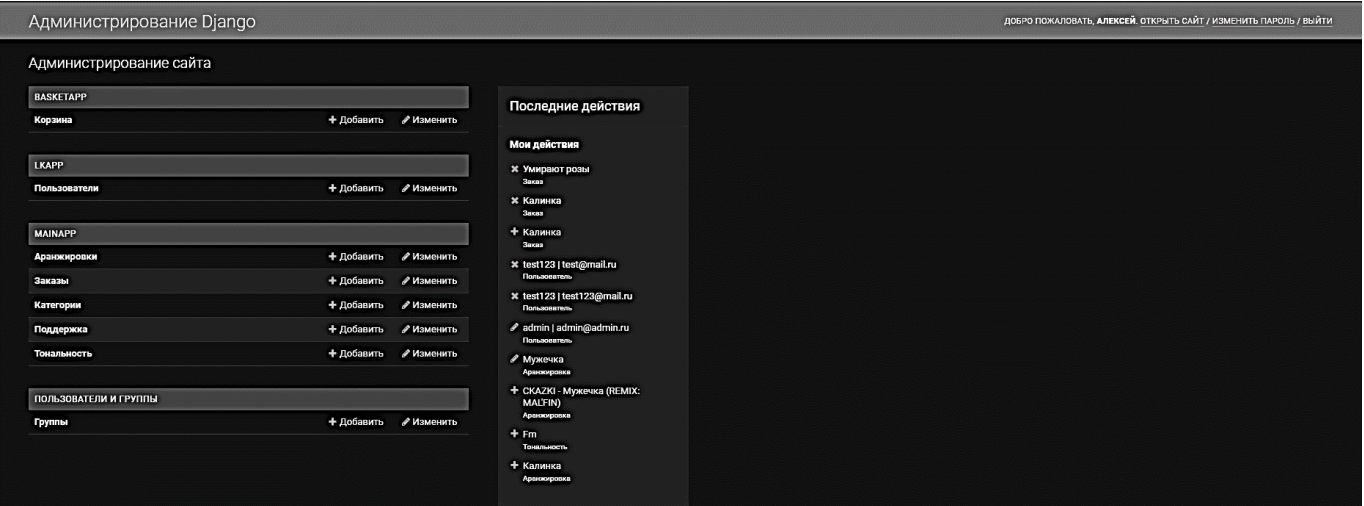 Администрирование Django
ДОБРО ПОЖАЛОВАТЬ, АЛЕКСЕЙ. ОТКРЫТЬ САЙТ / ИЗМЕНИТЬ ПАРОЛЬ / ВЫЙТИ
Администрирование сайта
BASKETAPP
Корзина + Добавить Изменить
LKAPP
Пользователи + Добавить Изменить
MAINAPP
Аранжировки + Добавить Изменить
Заказы + Добавить Изменить
Категории + Добавить Изменить
Поддержка + Добавить Изменить
Тональность + Добавить Изменить
ПОЛЬЗОВАТЕЛИ И ГРУППЫ
Группы + Добавить Изменить
Последние действия
Мои действия
Умирают розы
Заказ
Калинка
Заказ
+ Калинка
Заказ
test123 | test@mail.ru
Пользователь
test123 | test123@mail.ru
Пользователь
admin | admin@admin.ru
Пользователь
Мужечка
Аранжировка
+ CKAZKI - Мужечка (REMIX:
MAL'FIN)
Аранжировка
+ Fm
Тональность
+ Калинка
Аранжировка